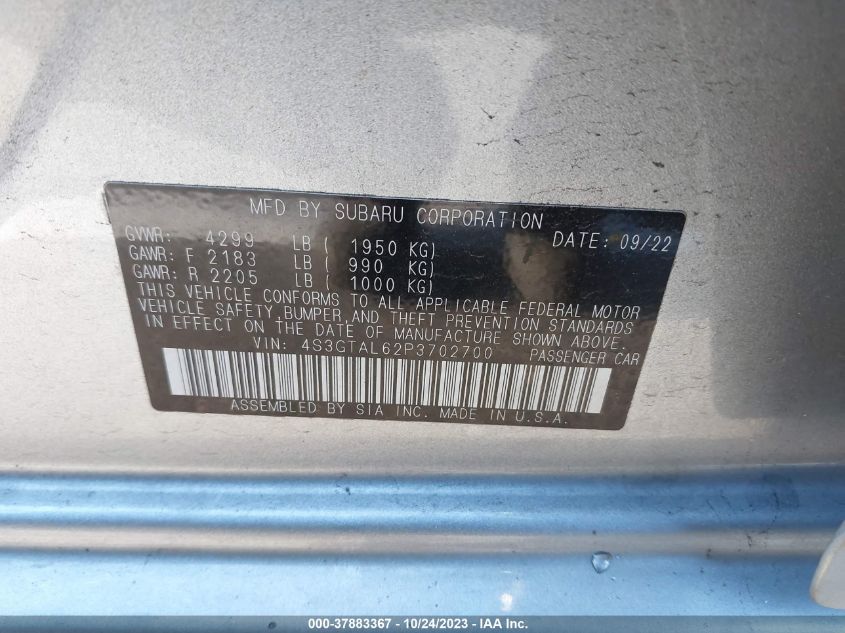 MFD BY SUBARU CORPORATION
GVWR: 4299 LB ( 1950 KG) DATE: 09/22
GAWR: F 2183 LB ( 990 KG)
GAWR: R 2205 LB ( 1000 KG)
THIS VEHICLE CONFORMS TO ALL APPLICABLE FEDERAL MOTOR
VEHICLE SAFETY, BUMPER, AND THEFT PREVENTION STANDARDS
IN EFFECT ON THE DATE OF MANUFACTURE SHOWN ABOVE.
VIN: 4S3GTAL62P3702700 PASSENGER CAR
ASSEMBLED BY SIA INC. MADE IN U.S.A.
000-37883367 - 10/24/2023 - IAA Inc.